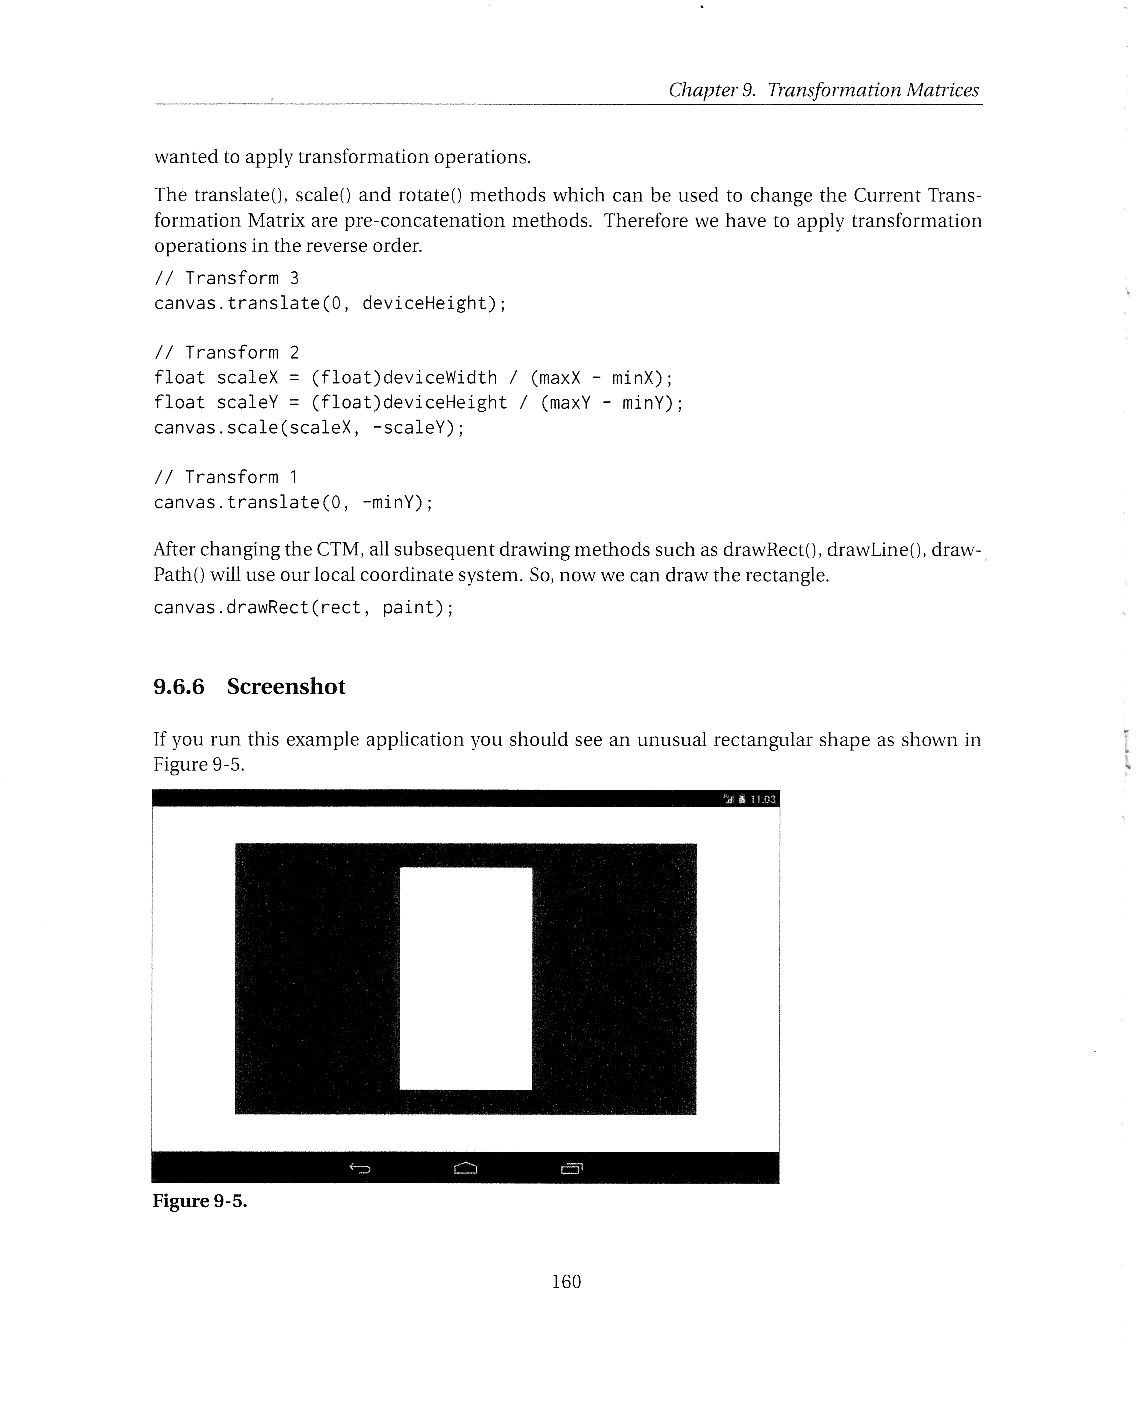 Chapter 9. Transformation Matrices
wanted to apply transformation operations.
The translate(), scale() and rotate() methods which can be used to change the Current Trans-
formation Matrix are pre-concatenation methods. Therefore we have to apply transformation
operations in the reverse order.
// Transform 3
canvas.translate(0, deviceHeight);
// Transform 2
float scaleX = (float)deviceWidth / (maxX - minX);
float scaleY = (float)deviceHeight / (maxY - minY);
canvas.scale(scaleX, -scaleY);
// Transform 1
canvas.translate(0, -minY);
After changing the CTM, all subsequent drawing methods such as drawRect(), drawLine(), draw-
Path() will use our local coordinate system. So, now we can draw the rectangle.
canvas.drawRect(rect, paint);
9.6.6 Screenshot
If you run this example application you should see an unusual rectangular shape as shown in
Figure 9-5.
11:03
Figure 9-5.
160